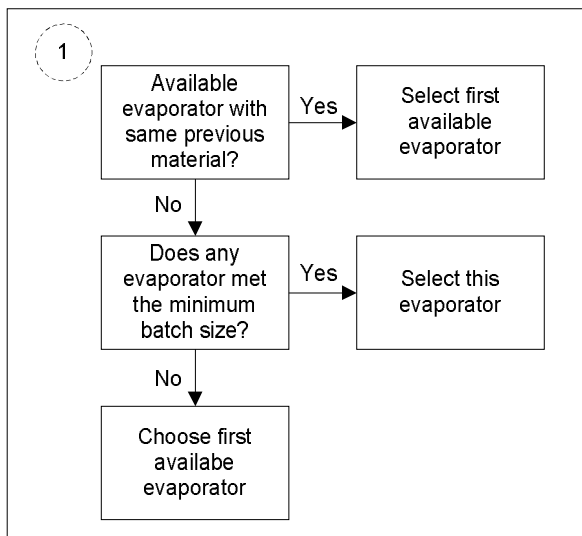 1
Available
evaporator with
same previous
material?
Yes
Select first
available
evaporator
No
Does any
evaporator met
the minimum
batch size?
Yes
Select this
evaporator
No
Choose first
availabe
evaporator